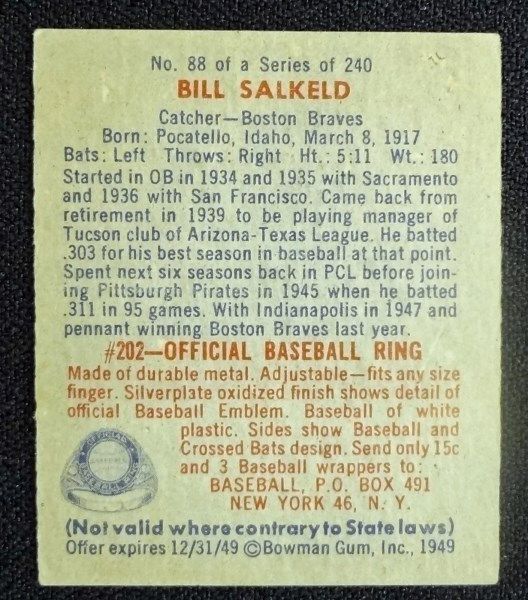 No. 88 of a Series of 240
BILL SALKELD
Catcher—Boston Braves
Born: Pocatello, Idaho, March 8, 1917
Bats: Left Throws: Right Ht.: 5:11 Wt.: 180
Started in OB in 1934 and 1935 with Sacramento
and 1936 with San Francisco. Came back from
retirement in 1939 to be playing manager of
Tucson club of Arizona-Texas League. He batted
.303 for his best season in baseball at that point.
Spent next six seasons back in PCL before join-
ing Pittsburgh Pirates in 1945 when he batted
.311 in 95 games. With Indianapolis in 1947 and
pennant winning Boston Braves last year.
#202—OFFICIAL BASEBALL RING
Made of durable metal. Adjustable—fits any size
finger. Silverplate oxidized finish shows detail of
official Baseball Emblem. Baseball of white
plastic. Sides show Baseball and
Crossed Bats design. Send only 15c
and 3 Baseball wrappers to:
BASEBALL, P.O. BOX 491
NEW YORK 46, N. Y.
OFFICIAL
BASEBALL RING
(Not valid where contrary to State laws)
Offer expires 12/31/49 ©Bowman Gum, Inc., 1949